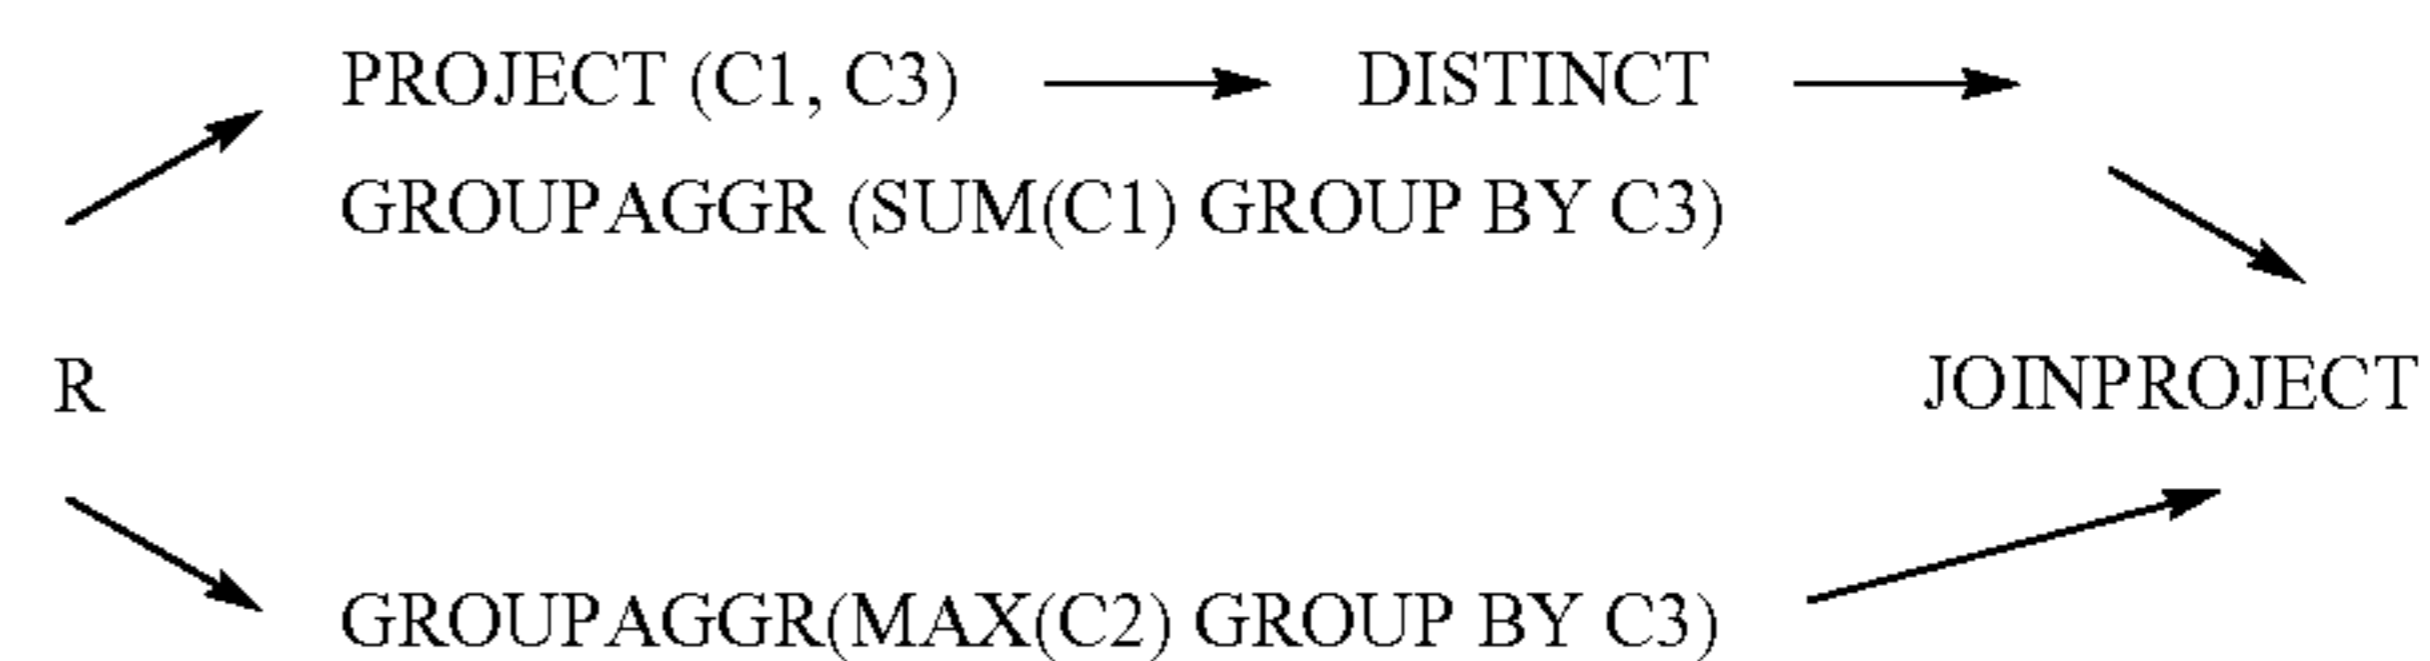 PROJECT (C1, C3) DISTINCT
GROUPAGGR (SUM(C1) GROUP BY C3)
R JOINPROJECT
GROUPAGGR(MAX(C2) GROUP BY C3)